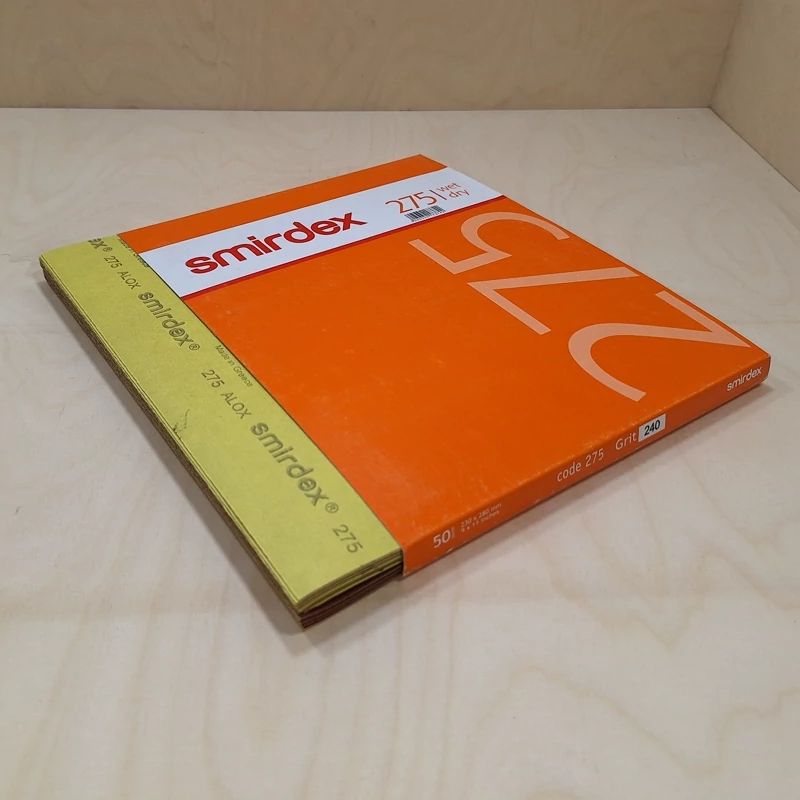 smirdex
275 | wet
dry
275
ex® 275 ALOX smirdex®
Made in Greece
275 ALOX smirdex® 275
smirdex
code 275 Grit 240
50
230 x 280 mm
9 x 11 inches